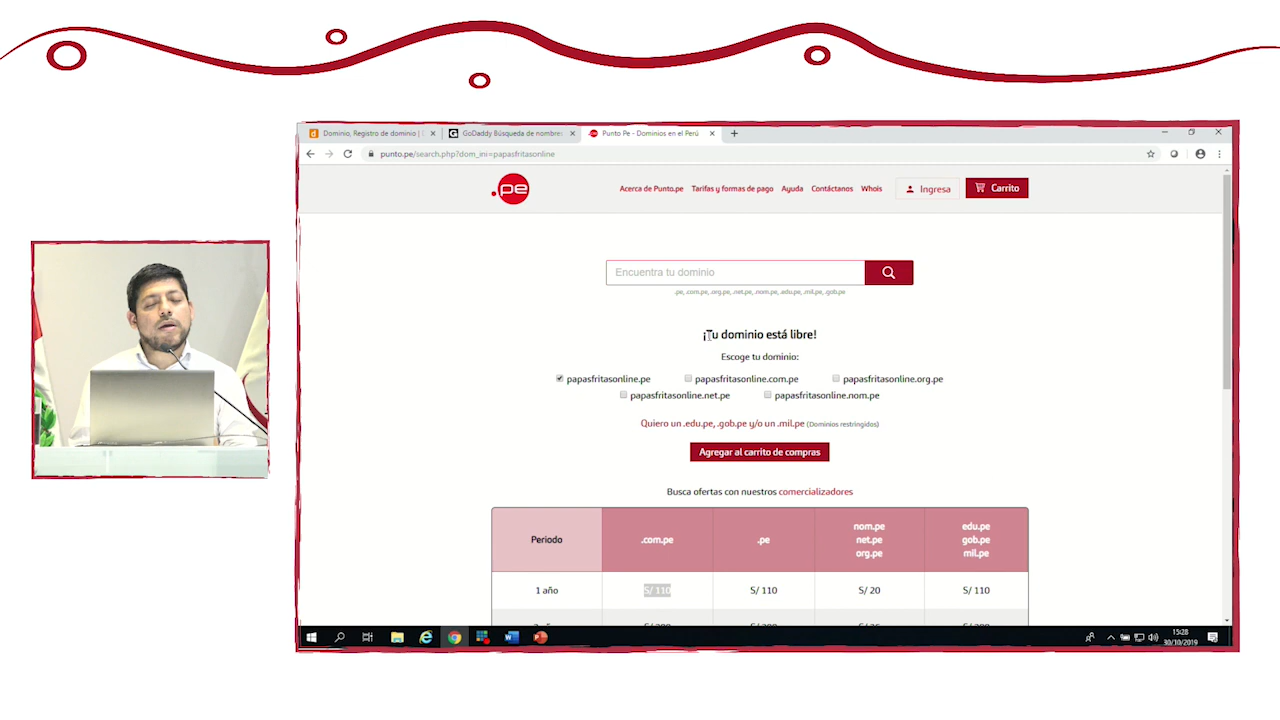 Dominio, Registro de dominio |
GoDaddy Búsqueda de nombres
Punto Pe - Dominios en el Perú
punto.pe/search.php?dom_ini=papasfritasonline
.pe
Acerca de Punto.pe
Tarifas y formas de pago
Ayuda
Contáctanos
Whois
Ingresa
Carrito
Encuentra tu dominio
.pe, .com.pe, .org.pe, .net.pe, .nom.pe, .edu.pe, .mil.pe, .gob.pe
¡Tu dominio está libre!
Escoge tu dominio:
papasfritasonline.pe
papasfritasonline.com.pe
papasfritasonline.org.pe
papasfritasonline.net.pe
papasfritasonline.nom.pe
Quiero un .edu.pe, .gob.pe y/o un .mil.pe (Dominios restringidos)
Agregar al carrito de compras
Busca ofertas con nuestros comercializadores
Periodo
.com.pe
.pe
nom.pe
net.pe
org.pe
edu.pe
gob.pe
mil.pe
1 año
S/ 110
S/ 110
S/ 20
S/ 110
15:28
30/10/2019